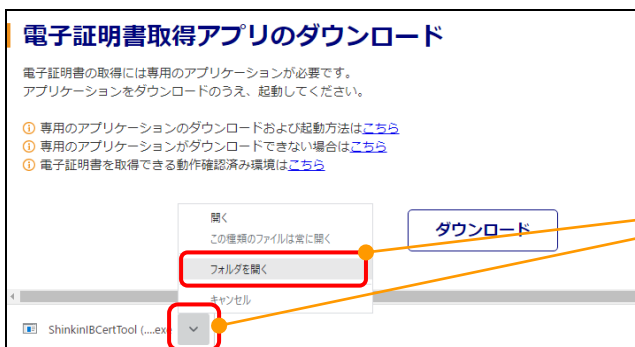 電子証明書取得アプリのダウンロード
電子証明書の取得には専用のアプリケーションが必要です。
アプリケーションをダウンロードのうえ、起動してください。
専用のアプリケーションのダウンロードおよび起動方法はこちら
専用のアプリケーションがダウンロードできない場合はこちら
電子証明書を取得できる動作確認済み環境はこちら
開く
この種類のファイルは常に開く
フォルダを開く
キャンセル
ダウンロード
ShinkinIBCertTool (....exe